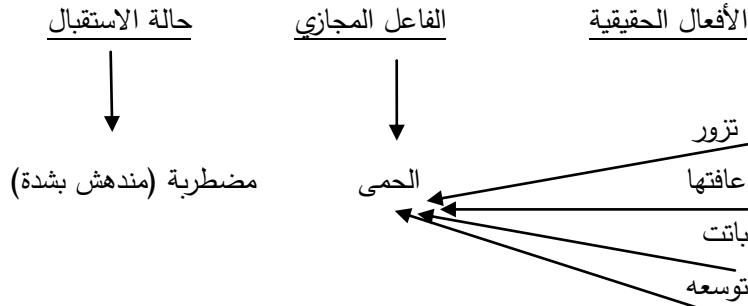 الأفعال الحقيقية الفاعل المجازي حالة الاستقبال
تزور
عافتها الحمى مضطربة (مندهش بشدة)
باتت
توسعه